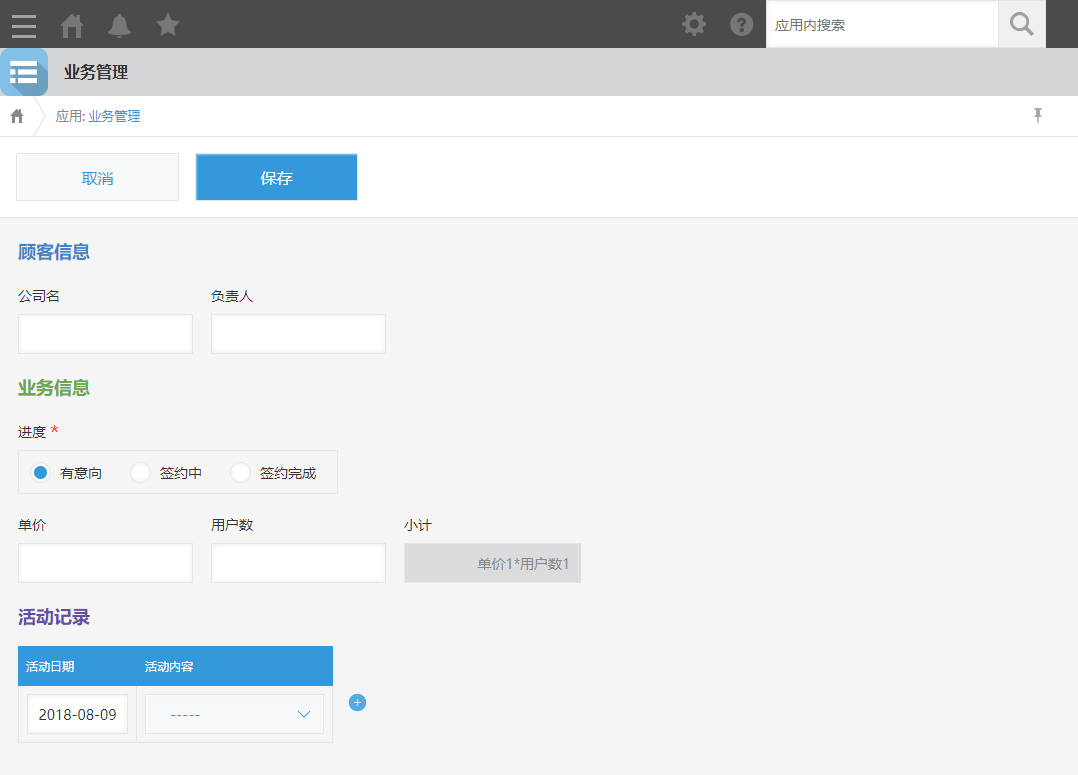 应用内搜索
业务管理
应用: 业务管理
取消 保存
顾客信息
公司名 负责人
业务信息
进度 *
有意向 签约中 签约完成
单价 用户数 小计
单价1*用户数1
活动记录
活动日期 活动内容
2018-08-09 -----